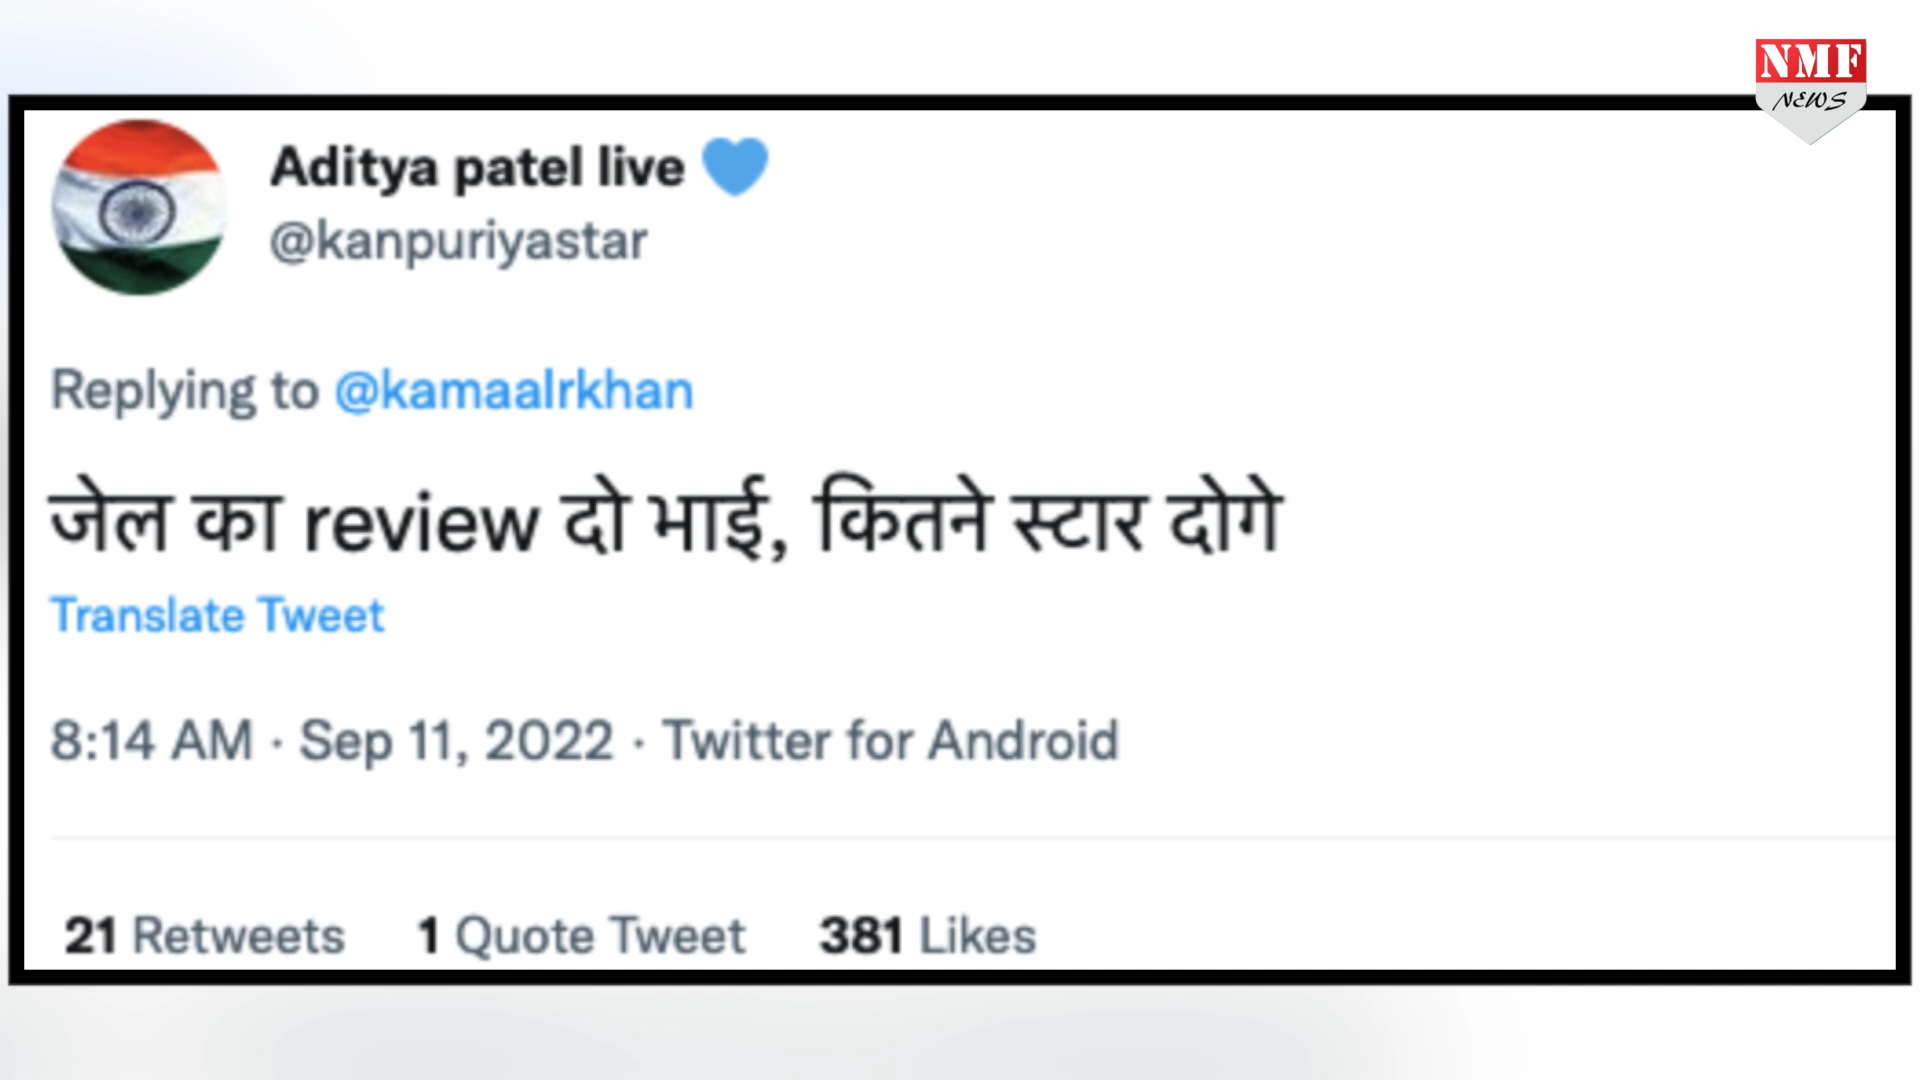 NMF
NEWS
Aditya patel live 💙
@kanpuriyastar
Replying to @kamaalrkhan
जेल का review दो भाई, कितने स्टार दोगे
Translate Tweet
8:14 AM · Sep 11, 2022 · Twitter for Android
21 Retweets 1 Quote Tweet 381 Likes